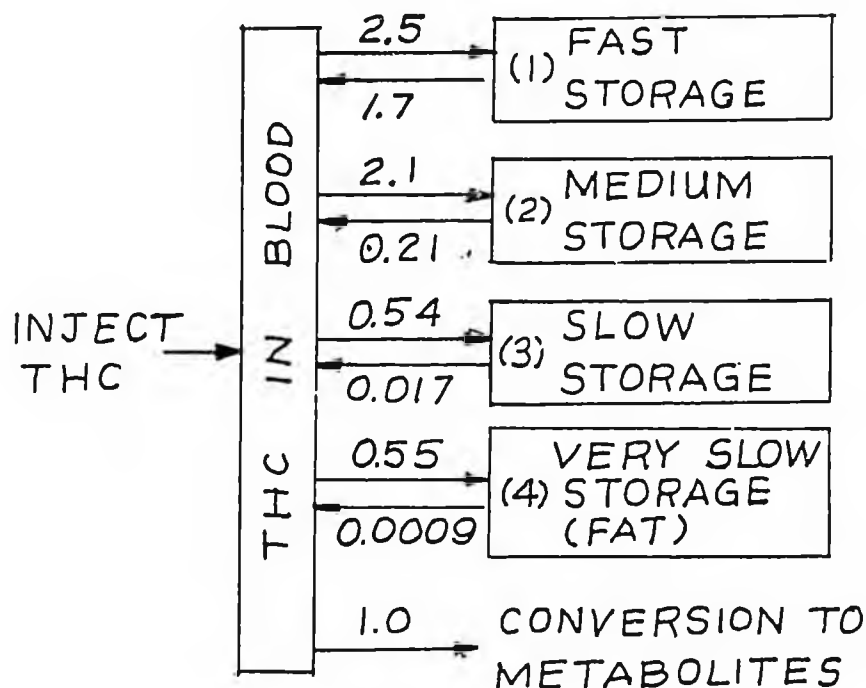 2.5
(1) FAST
STORAGE
1.7
2.1
(2) MEDIUM
STORAGE
0.21
THC IN BLOOD
INJECT
THC
0.54
(3) SLOW
STORAGE
0.017
0.55
VERY SLOW
(4) STORAGE
(FAT)
0.0009
1.0
CONVERSION TO
METABOLITES